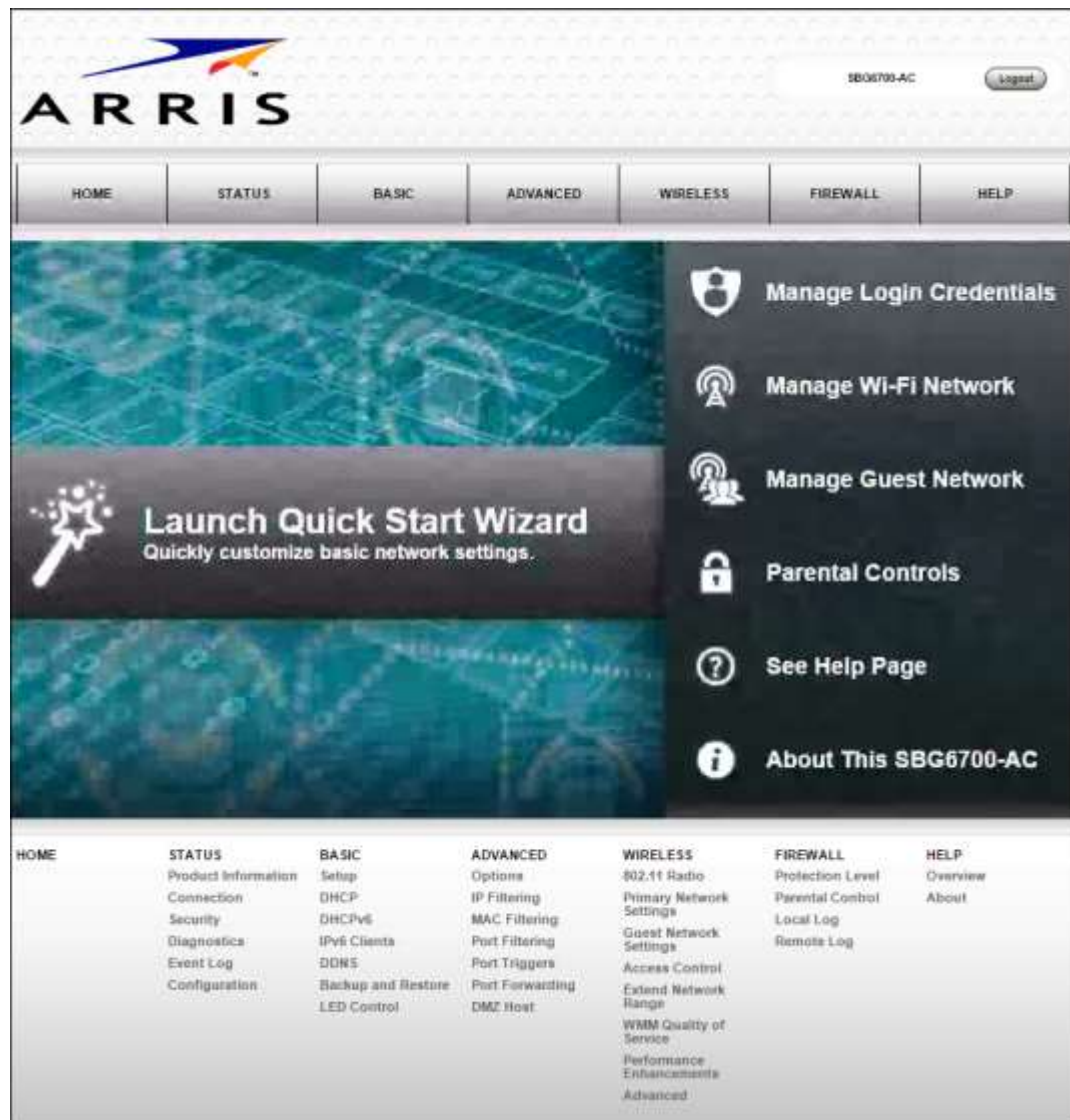 ARRIS
SBG6700-AC
Logout
HOME
STATUS
BASIC
ADVANCED
WIRELESS
FIREWALL
HELP
Launch Quick Start Wizard
Quickly customize basic network settings.
Manage Login Credentials
Manage Wi-Fi Network
Manage Guest Network
Parental Controls
See Help Page
About This SBG6700-AC
HOME
STATUS
Product Information
Connection
Security
Diagnostics
Event Log
Configuration
BASIC
Setup
DHCP
DHCPv6
IPv6 Clients
DDNS
Backup and Restore
LED Control
ADVANCED
Options
IP Filtering
MAC Filtering
Port Filtering
Port Triggers
Port Forwarding
DMZ Host
WIRELESS
802.11 Radio
Primary Network
Settings
Guest Network
Settings
Access Control
Extend Network
Range
WMM Quality of
Service
Performance
Enhancements
Advanced
FIREWALL
Protection Level
Parental Control
Local Log
Remote Log
HELP
Overview
About